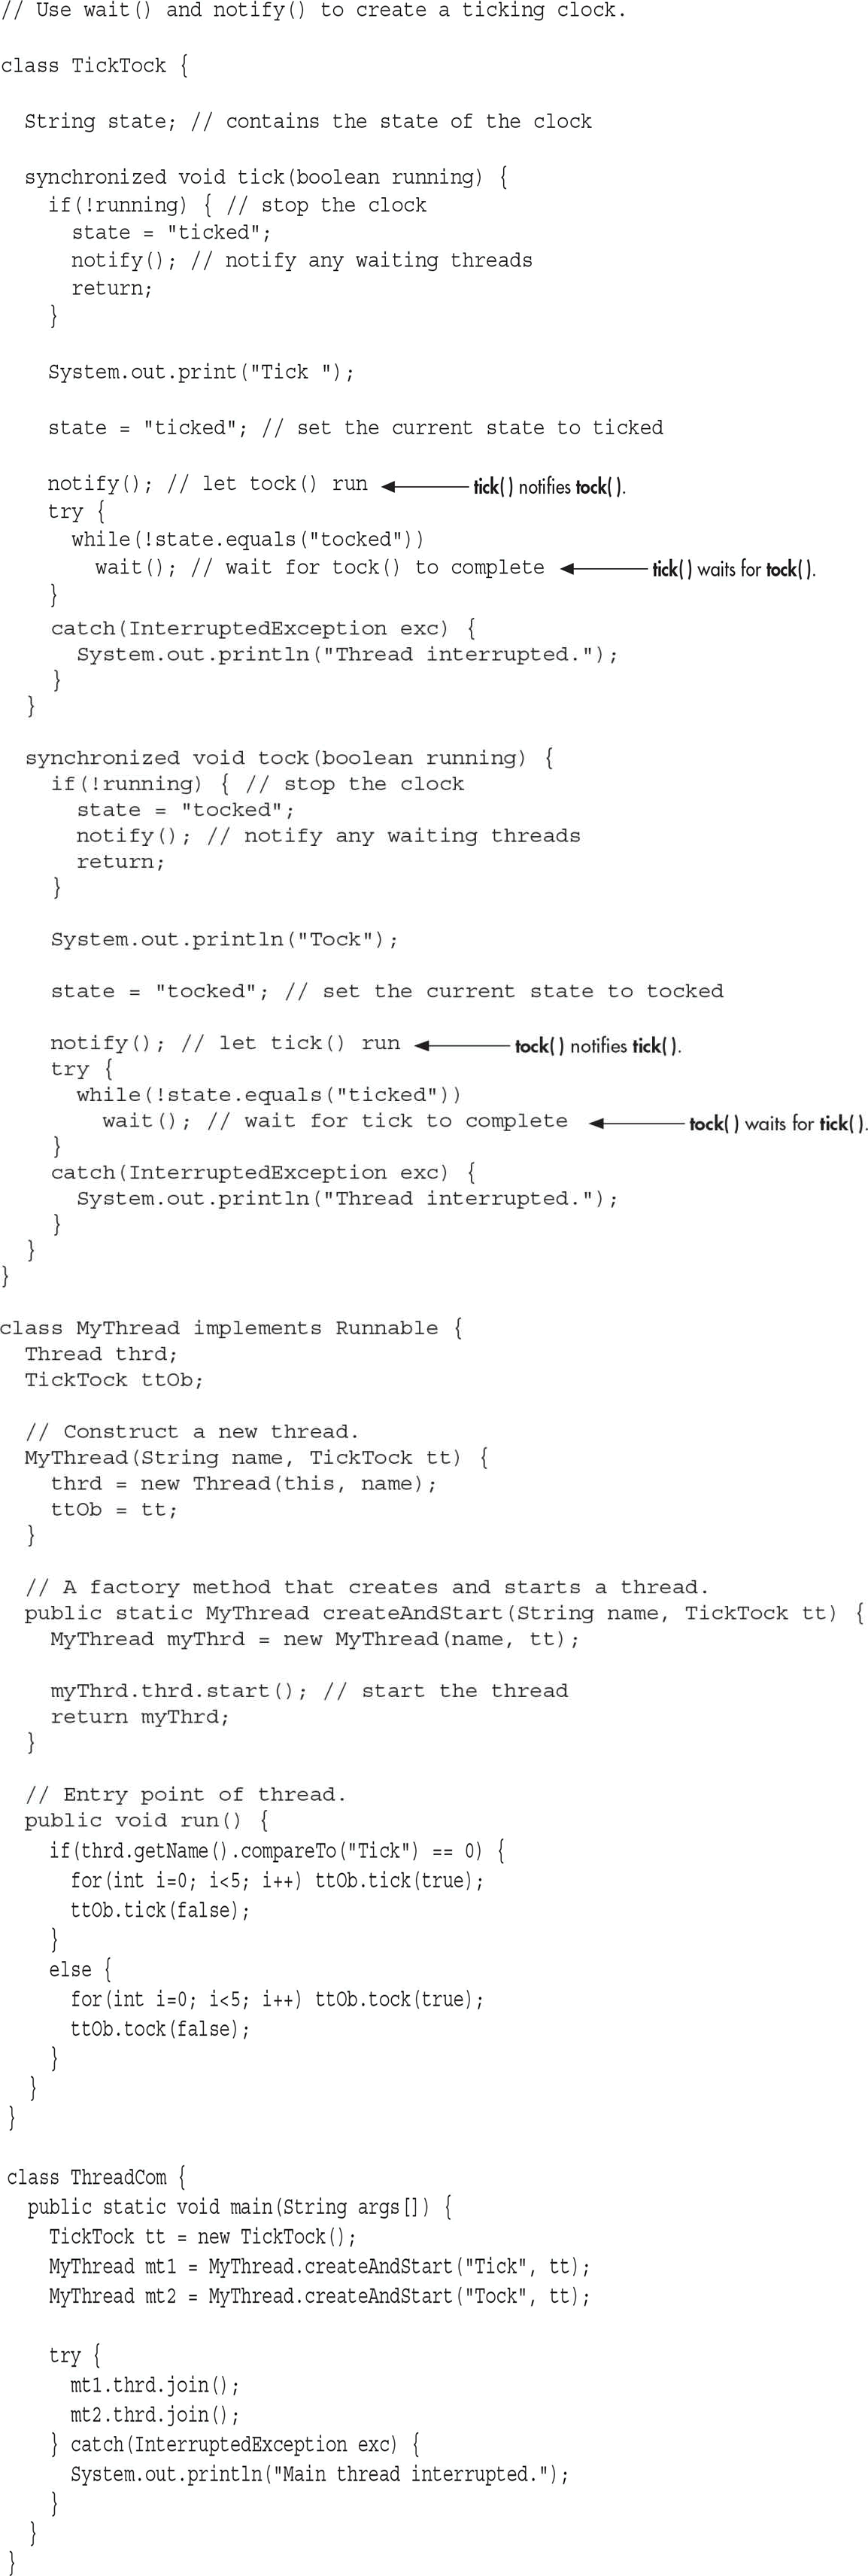 // Use wait() and notify() to create a ticking clock.
class TickTock {
String state; // contains the state of the clock
synchronized void tick(boolean running) {
if(!running) { // stop the clock
state = "ticked";
notify(); // notify any waiting threads
return;
}
System.out.print("Tick ");
state = "ticked"; // set the current state to ticked
notify(); // let tock() run tick( ) notifies tock( ).
try {
while(!state.equals("tocked"))
wait(); // wait for tock() to complete tick( ) waits for tock( ).
}
catch(InterruptedException exc) {
System.out.println("Thread interrupted.");
}
}
synchronized void tock(boolean running) {
if(!running) { // stop the clock
state = "tocked";
notify(); // notify any waiting threads
return;
}
System.out.println("Tock");
state = "tocked"; // set the current state to tocked
notify(); // let tick() run tock( ) notifies tick( ).
try {
while(!state.equals("ticked"))
wait(); // wait for tick to complete tock( ) waits for tick( ).
}
catch(InterruptedException exc) {
System.out.println("Thread interrupted.");
}
}
}
class MyThread implements Runnable {
Thread thrd;
TickTock ttOb;
// Construct a new thread.
MyThread(String name, TickTock tt) {
thrd = new Thread(this, name);
ttOb = tt;
}
// A factory method that creates and starts a thread.
public static MyThread createAndStart(String name, TickTock tt) {
MyThread myThrd = new MyThread(name, tt);
myThrd.thrd.start(); // start the thread
return myThrd;
}
// Entry point of thread.
public void run() {
if(thrd.getName().compareTo("Tick") == 0) {
for(int i=0; i<5; i++) ttOb.tick(true);
ttOb.tick(false);
}
else {
for(int i=0; i<5; i++) ttOb.tock(true);
ttOb.tock(false);
}
}
}
class ThreadCom {
public static void main(String args[]) {
TickTock tt = new TickTock();
MyThread mt1 = MyThread.createAndStart("Tick", tt);
MyThread mt2 = MyThread.createAndStart("Tock", tt);
try {
mt1.thrd.join();
mt2.thrd.join();
} catch(InterruptedException exc) {
System.out.println("Main thread interrupted.");
}
}
}